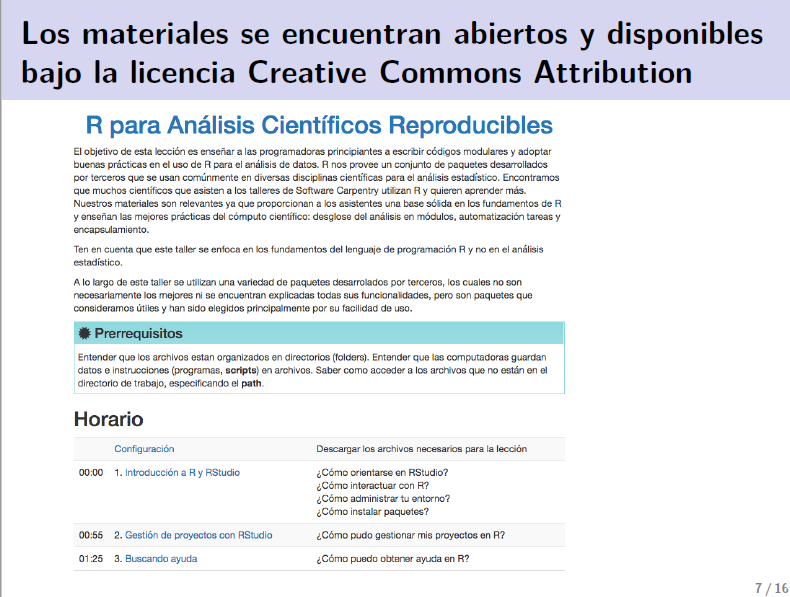 Los materiales se encuentran abiertos y disponibles
bajo la licencia Creative Commons Attribution
R para Análisis Científicos Reproducibles
El objetivo de esta lección es enseñar a las programadoras principiantes a escribir códigos modulares y adoptar
buenas prácticas en el uso de R para el análisis de datos. R nos provee un conjunto de paquetes desarrollados
por terceros que se usan comúnmente en diversas disciplinas científicas para el análisis estadístico. Encontramos
que muchos científicos que asisten a los talleres de Software Carpentry utilizan R y quieren aprender más.
Nuestros materiales son relevantes ya que proporcionan a los asistentes una base sólida en los fundamentos de R
y enseñan las mejores prácticas del cómputo científico: desglose del análisis en módulos, automatización tareas y
encapsulamiento.
Ten en cuenta que este taller se enfoca en los fundamentos del lenguaje de programación R y no en el análisis
estadístico.
A lo largo de este taller se utilizan una variedad de paquetes desarrolados por terceros, los cuales no son
necesariamente los mejores ni se encuentran explicadas todas sus funcionalidades, pero son paquetes que
consideramos útiles y han sido elegidos principalmente por su facilidad de uso.
Prerrequisitos
Entender que los archivos estan organizados en directorios (folders). Entender que las computadoras guardan
datos e instrucciones (programas, scripts) en archivos. Saber como acceder a los archivos que no están en el
directorio de trabajo, especificando el path.
Horario
Configuración Descargar los archivos necesarios para la lección
00:00 1. Introducción a R y RStudio ¿Cómo orientarse en RStudio?
¿Cómo interactuar con R?
¿Cómo administrar tu entorno?
¿Cómo instalar paquetes?
00:55 2. Gestión de proyectos con RStudio ¿Cómo pudo gestionar mis proyectos en R?
01:25 3. Buscando ayuda ¿Cómo puedo obtener ayuda en R?
7 / 16